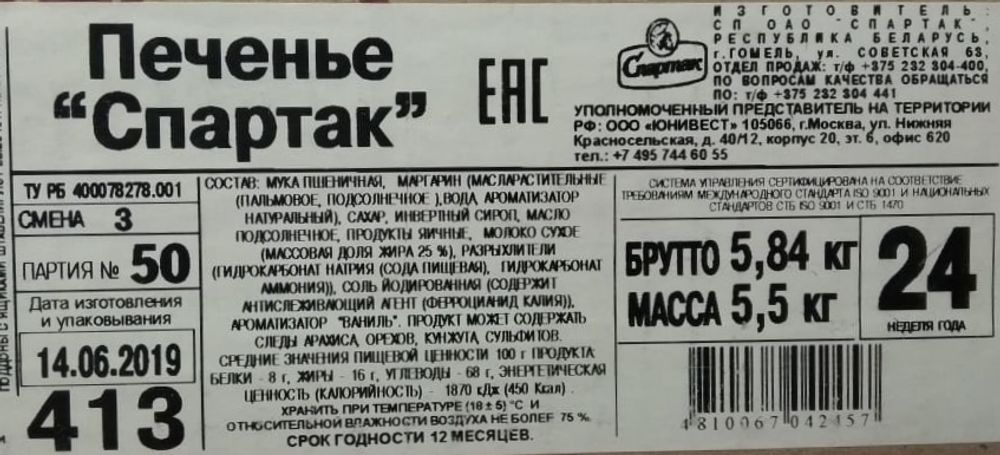 Печенье
“Спартак”
EAC
Спартак
ИЗГОТОВИТЕЛЬ:
СП ОАО "СПАРТАК"
РЕСПУБЛИКА БЕЛАРУСЬ,
г.ГОМЕЛЬ, ул. СОВЕТСКАЯ 63,
ОТДЕЛ ПРОДАЖ: т/ф +375 232 304-400,
ПО ВОПРОСАМ КАЧЕСТВА ОБРАЩАТЬСЯ
ПО: т/ф +375 232 304 441
УПОЛНОМОЧЕННЫЙ ПРЕДСТАВИТЕЛЬ НА ТЕРРИТОРИИ
РФ: ООО «ЮНИВЕСТ» 105066, г.Москва, ул. Нижняя
Красносельская, д. 40/12, корпус 20, эт. 6, офис 620
тел.: +7 495 744 60 55
ТУ РБ 400078278.001
СМЕНА 3
ПАРТИЯ № 50
Дата изготовления
и упаковывания
14.06.2019
413
СОСТАВ: МУКА ПШЕНИЧНАЯ, МАРГАРИН (МАСЛАРАСТИТЕЛЬНЫЕ
(ПАЛЬМОВОЕ, ПОДСОЛНЕЧНОЕ ),ВОДА, АРОМАТИЗАТОР
НАТУРАЛЬНЫЙ), САХАР, ИНВЕРТНЫЙ СИРОП, МАСЛО
ПОДСОЛНЕЧНОЕ, ПРОДУКТЫ ЯИЧНЫЕ, МОЛОКО СУХОЕ
(МАССОВАЯ ДОЛЯ ЖИРА 25 %), РАЗРЫХЛИТЕЛИ
(ГИДРОКАРБОНАТ НАТРИЯ (СОДА ПИЩЕВАЯ), ГИДРОКАРБОНАТ
АММОНИЯ)), СОЛЬ ЙОДИРОВАННАЯ (СОДЕРЖИТ
АНТИСЛЕЖИВАЮЩИЙ АГЕНТ (ФЕРРОЦИАНИД КАЛИЯ)),
АРОМАТИЗАТОР "ВАНИЛЬ". ПРОДУКТ МОЖЕТ СОДЕРЖАТЬ
СЛЕДЫ АРАХИСА, ОРЕХОВ, КУНЖУТА, СУЛЬФИТОВ.
СРЕДНИЕ ЗНАЧЕНИЯ ПИЩЕВОЙ ЦЕННОСТИ 100 г ПРОДУКТА:
БЕЛКИ - 8 г, ЖИРЫ - 16 г, УГЛЕВОДЫ - 68 г, ЭНЕРГЕТИЧЕСКАЯ
ЦЕННОСТЬ (КАЛОРИЙНОСТЬ) - 1870 кДж (450 Ккал) .
ХРАНИТЬ ПРИ ТЕМПЕРАТУРЕ (18 ± 5) °С И
ОТНОСИТЕЛЬНОЙ ВЛАЖНОСТИ ВОЗДУХА НЕ БОЛЕЕ 75 %.
СРОК ГОДНОСТИ 12 МЕСЯЦЕВ.
СИСТЕМА УПРАВЛЕНИЯ СЕРТИФИЦИРОВАНА НА СООТВЕТСТВИЕ
ТРЕБОВАНИЯМ МЕЖДУНАРОДНОГО СТАНДАРТА ISO 9001 И НАЦИОНАЛЬНЫХ
СТАНДАРТОВ СТБ ISO 9001 И СТБ 1470
БРУТТО 5,84 кг
МАССА 5,5 кг
24
НЕДЕЛЯ ГОДА
4810067042457